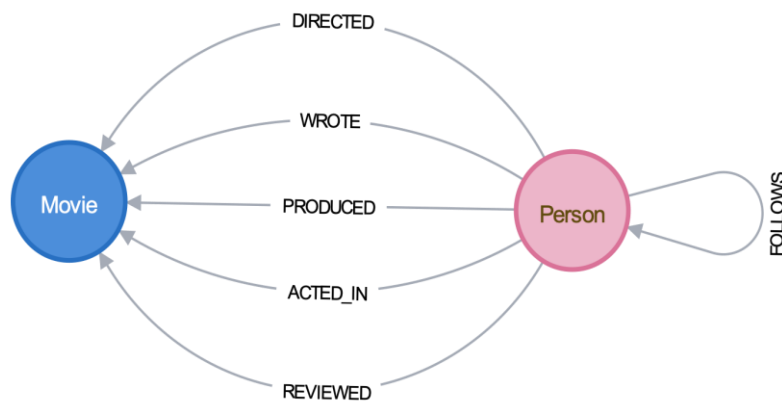 DIRECTED
WROTE
Movie
PRODUCED
Person
FOLLOWS
ACTED_IN
REVIEWED